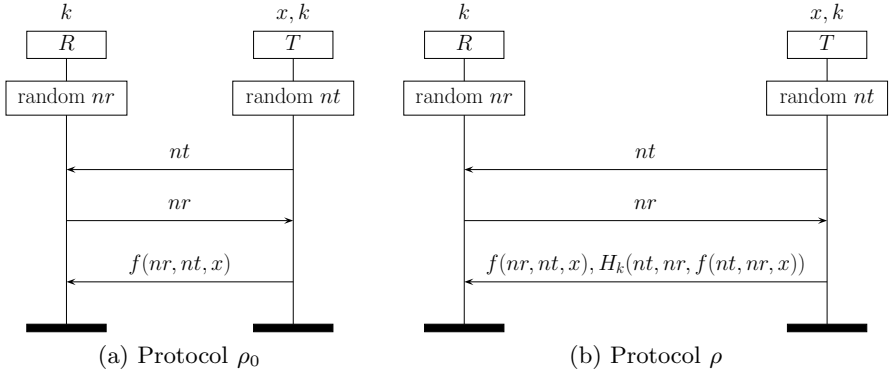 k
x, k
R
T
random nr
random nt
nt
nr
f(nr, nt, x)
(a) Protocol ρ₀
k
x, k
R
T
random nr
random nt
nt
nr
f(nr, nt, x), H_k(nt, nr, f(nt, nr, x))
(b) Protocol ρ